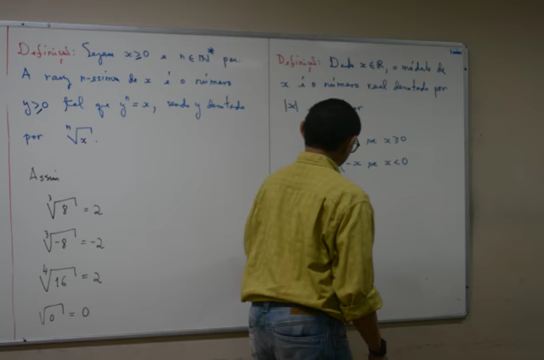 Definição: Sejam x≥0 e n∈ℕ* par
A raiz n-ésima de x é o número
y≥0 tal que yⁿ=x, sendo y denotado
por ⁿ√x.
Assim
³√8 = 2
³√-8 = -2
⁴√16 = 2
√0 = 0
Definição: Dado x∈ℝ, o módulo de
x é o número real denotado por
|x|
se x≥0
-x se x<0